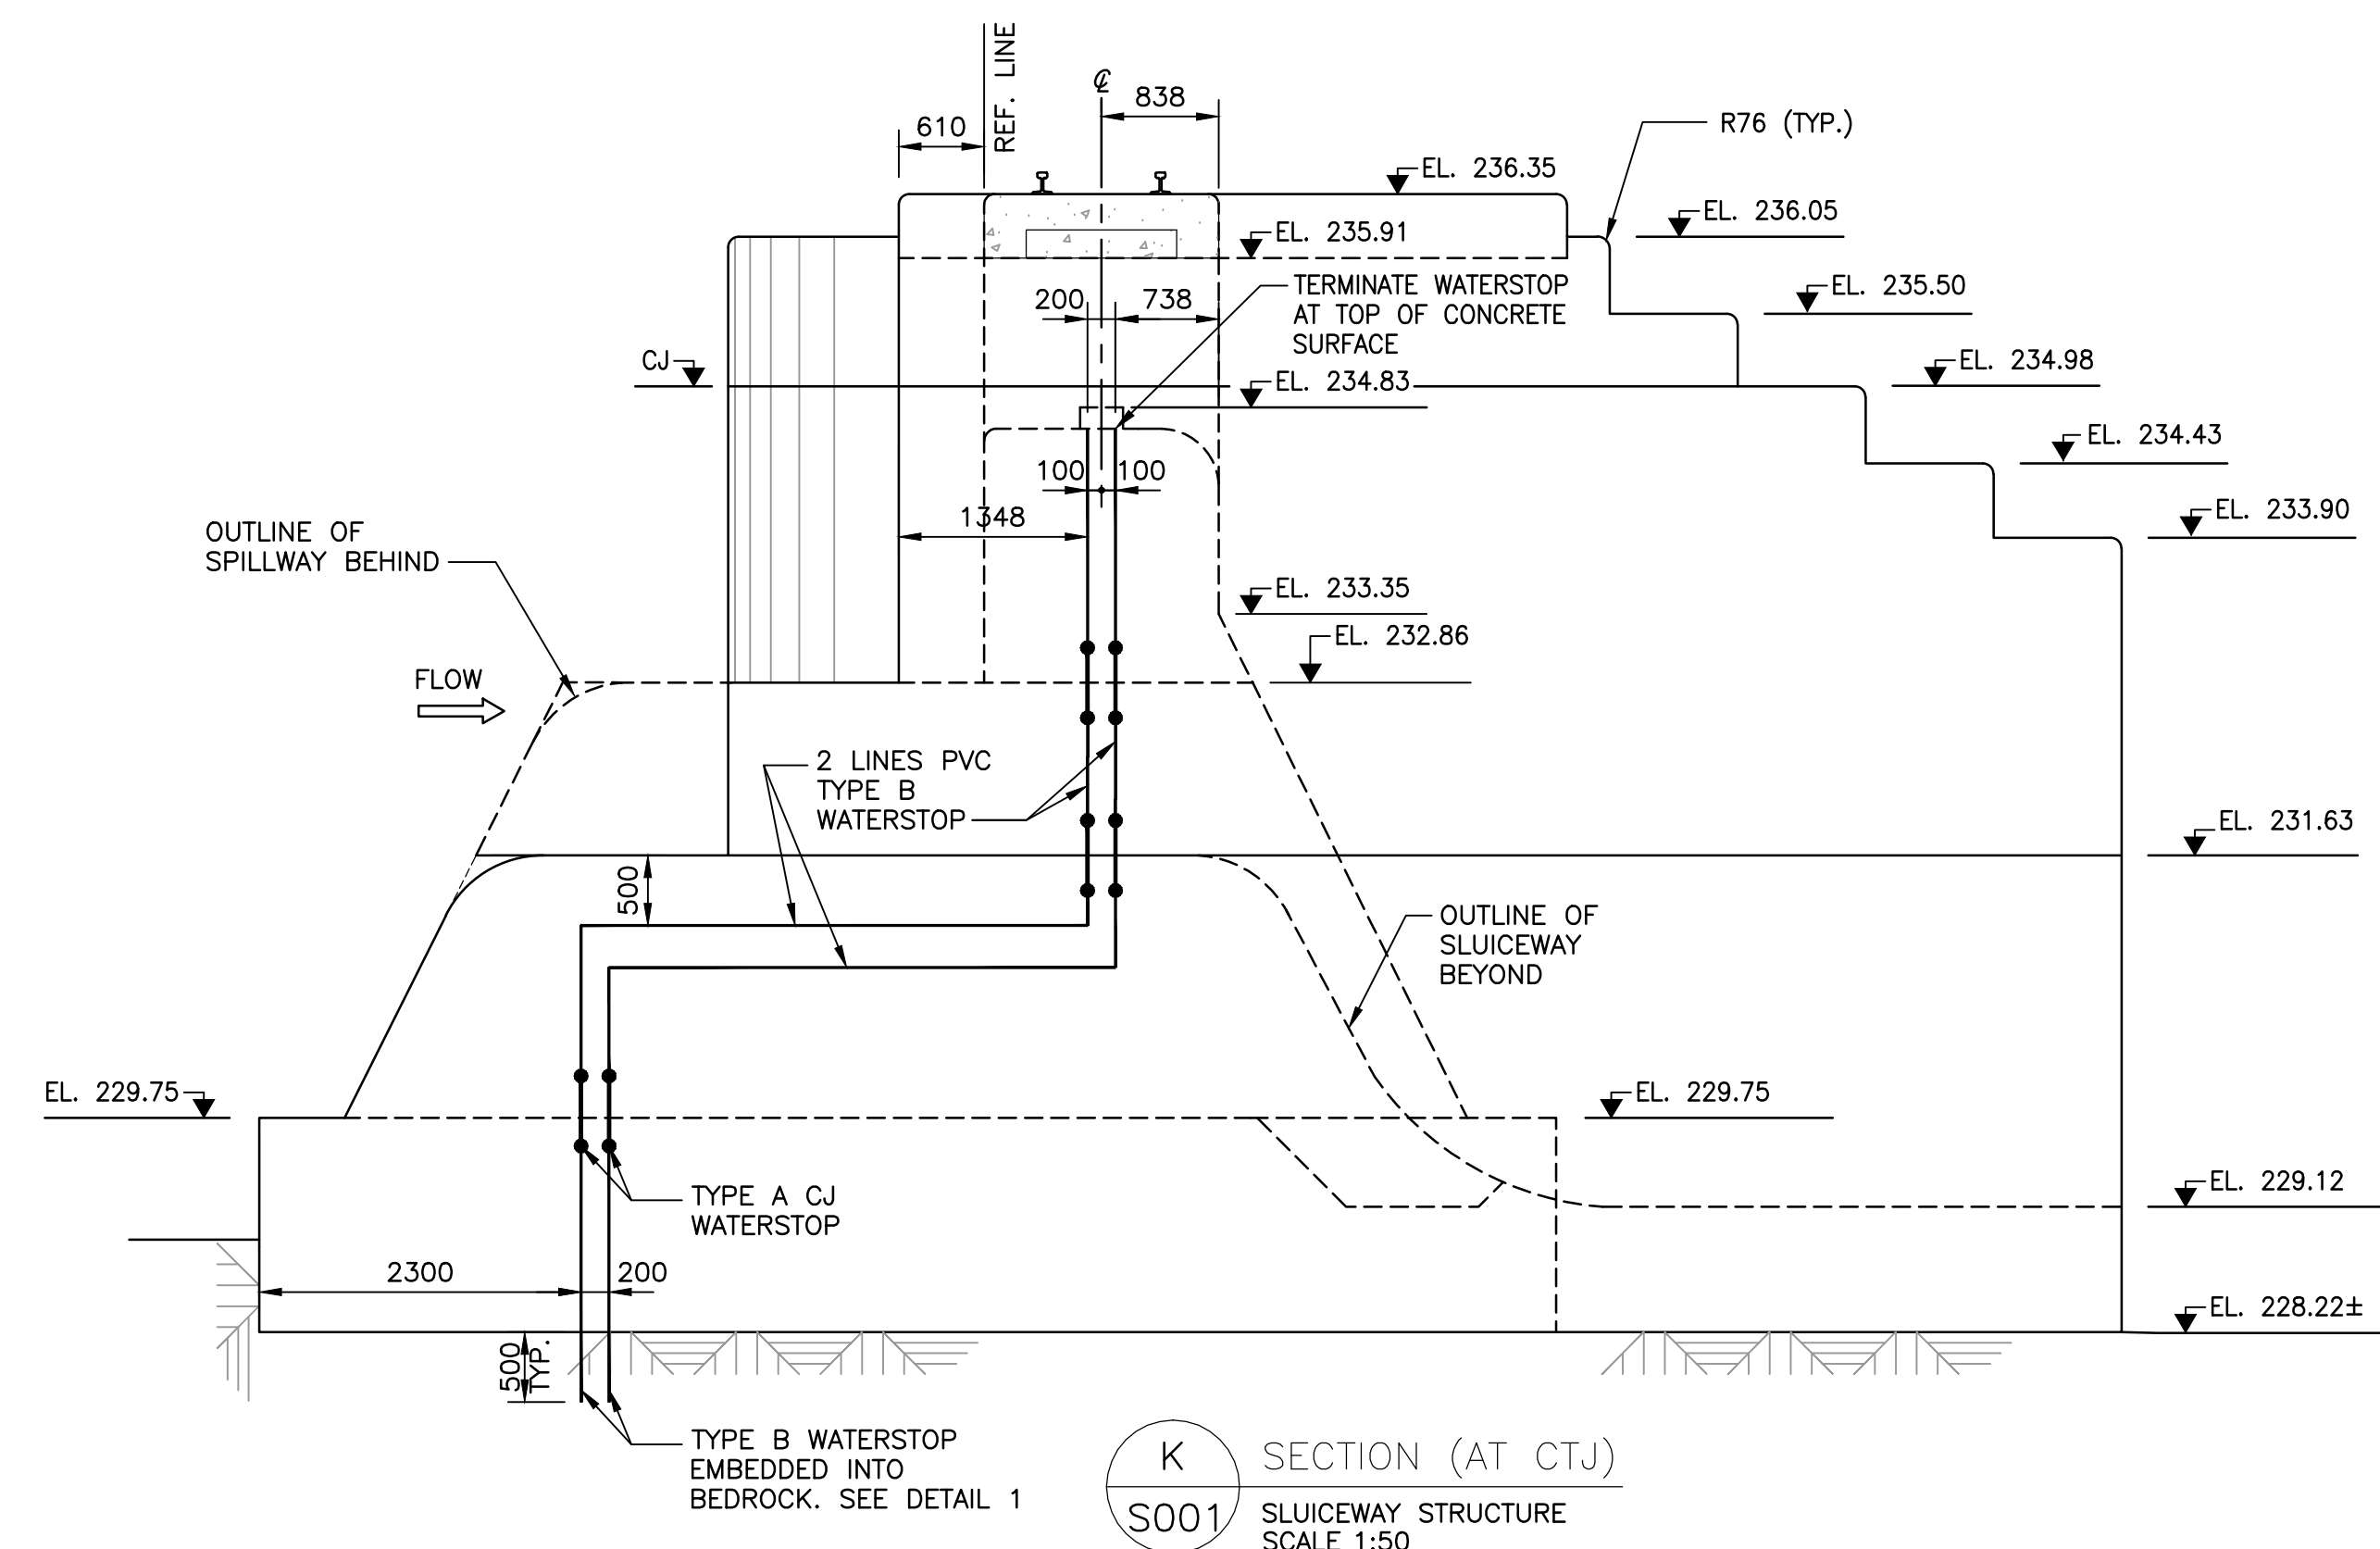 REF. LINE
℄
838
610
R76 (TYP.)
EL. 236.35
EL. 236.05
EL. 235.91
EL. 235.50
TERMINATE WATERSTOP
AT TOP OF CONCRETE
SURFACE
200
738
CJ
EL. 234.98
EL. 234.83
EL. 234.43
100
100
EL. 233.90
1348
OUTLINE OF
SPILLWAY BEHIND
EL. 233.35
EL. 232.86
FLOW
2 LINES PVC
TYPE B
WATERSTOP
EL. 231.63
500
OUTLINE OF
SLUICEWAY
BEYOND
EL. 229.75
EL. 229.75
TYPE A CJ
WATERSTOP
EL. 229.12
2300
200
EL. 228.22±
500
TYP.
TYPE B WATERSTOP
EMBEDDED INTO
BEDROCK. SEE DETAIL 1
K
SECTION (AT CTJ)
S001
SLUICEWAY STRUCTURE
SCALE 1:50